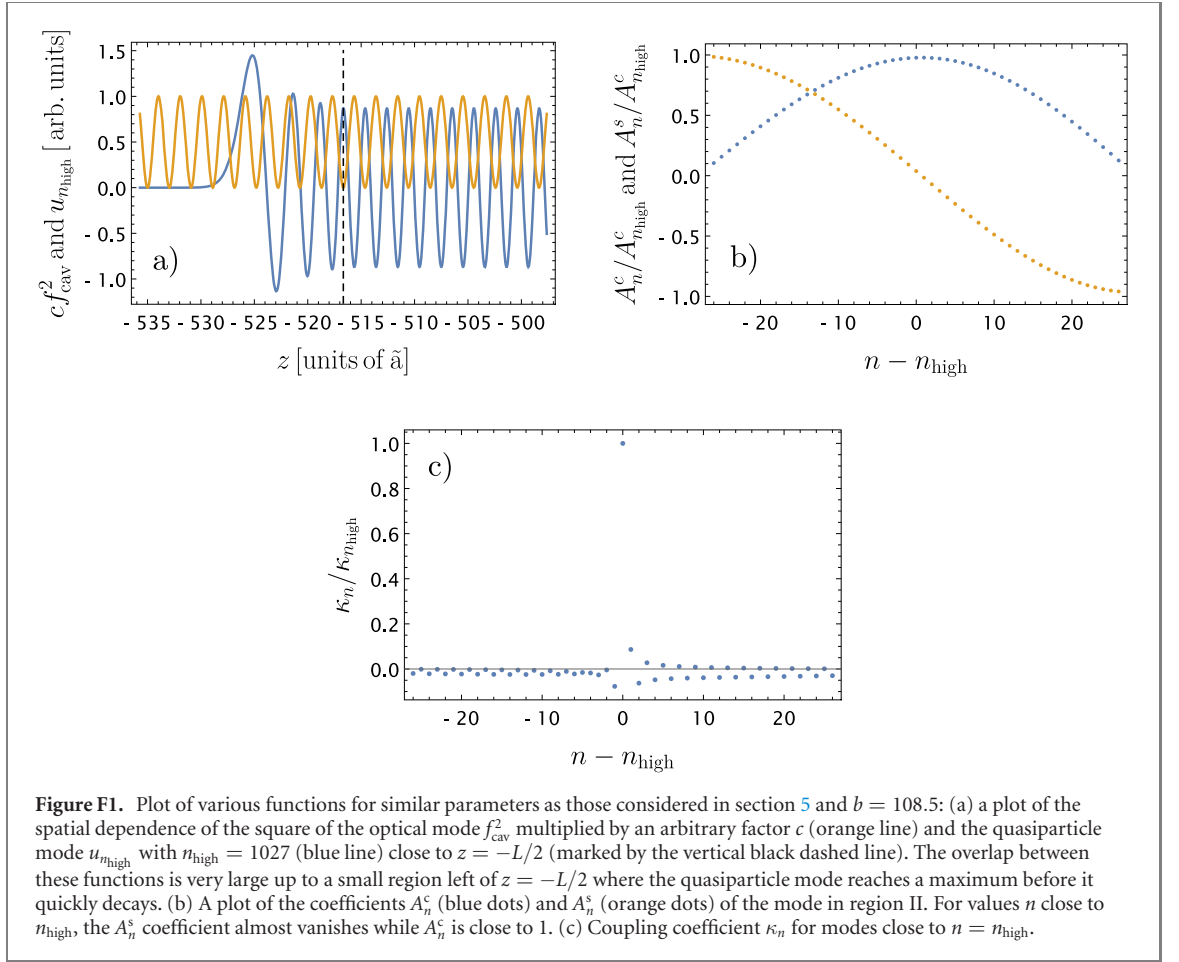 cf²cav and u_nhigh [arb. units]
1.5
1.0
0.5
0.0
- 0.5
- 1.0
a)
- 535 - 530 - 525 - 520 - 515 - 510 - 505 - 500
z [units of ã]
Aᶜn/Aᶜnhigh and Aˢn/Aᶜnhigh
1.0
0.5
0.0
- 0.5
- 1.0
b)
- 20 - 10 0 10 20
n − nhigh
κn/κnhigh
1.0
0.8
0.6
0.4
0.2
0.0
c)
- 20 - 10 0 10 20
n − nhigh
Figure F1. Plot of various functions for similar parameters as those considered in section 5 and b = 108.5: (a) a plot of the
spatial dependence of the square of the optical mode f²cav multiplied by an arbitrary factor c (orange line) and the quasiparticle
mode u_nhigh with nhigh = 1027 (blue line) close to z = −L/2 (marked by the vertical black dashed line). The overlap between
these functions is very large up to a small region left of z = −L/2 where the quasiparticle mode reaches a maximum before it
quickly decays. (b) A plot of the coefficients Aᶜn (blue dots) and Aˢn (orange dots) of the mode in region II. For values n close to
nhigh, the Aˢn coefficient almost vanishes while Aᶜn is close to 1. (c) Coupling coefficient κn for modes close to n = nhigh.